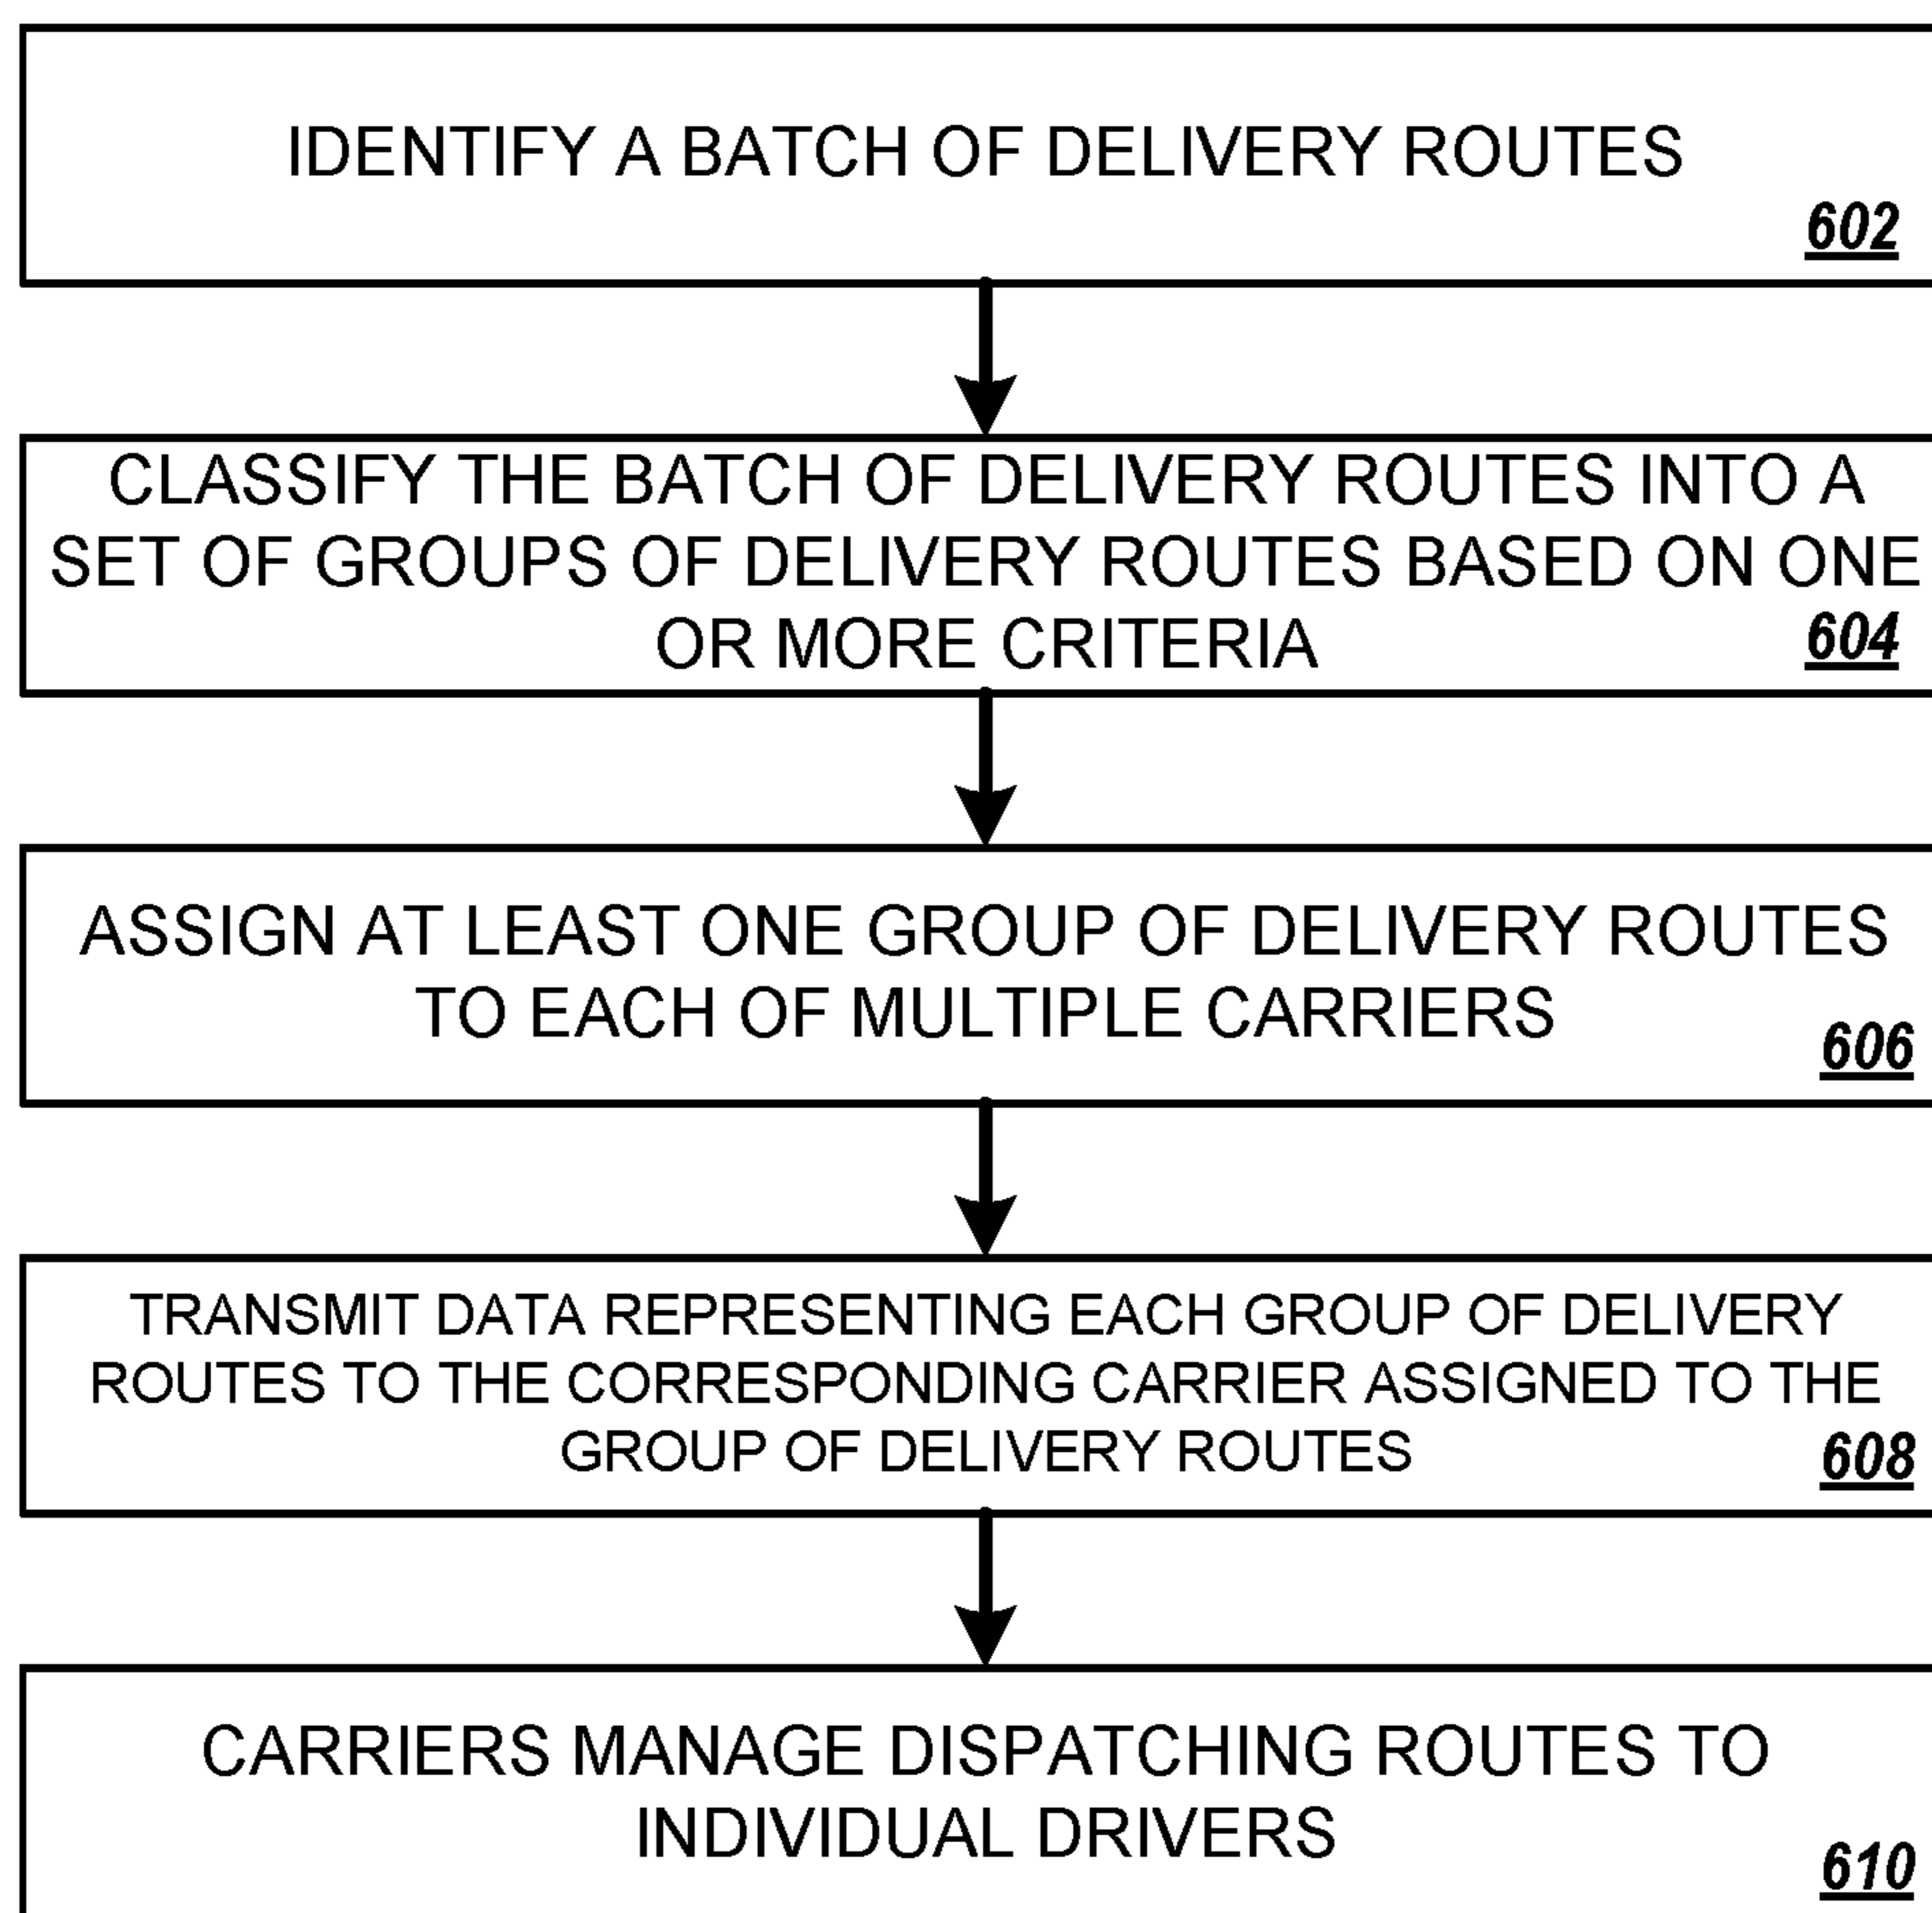 IDENTIFY A BATCH OF DELIVERY ROUTES
602
CLASSIFY THE BATCH OF DELIVERY ROUTES INTO A
SET OF GROUPS OF DELIVERY ROUTES BASED ON ONE
OR MORE CRITERIA
604
ASSIGN AT LEAST ONE GROUP OF DELIVERY ROUTES
TO EACH OF MULTIPLE CARRIERS
606
TRANSMIT DATA REPRESENTING EACH GROUP OF DELIVERY
ROUTES TO THE CORRESPONDING CARRIER ASSIGNED TO THE
GROUP OF DELIVERY ROUTES
608
CARRIERS MANAGE DISPATCHING ROUTES TO
INDIVIDUAL DRIVERS
610